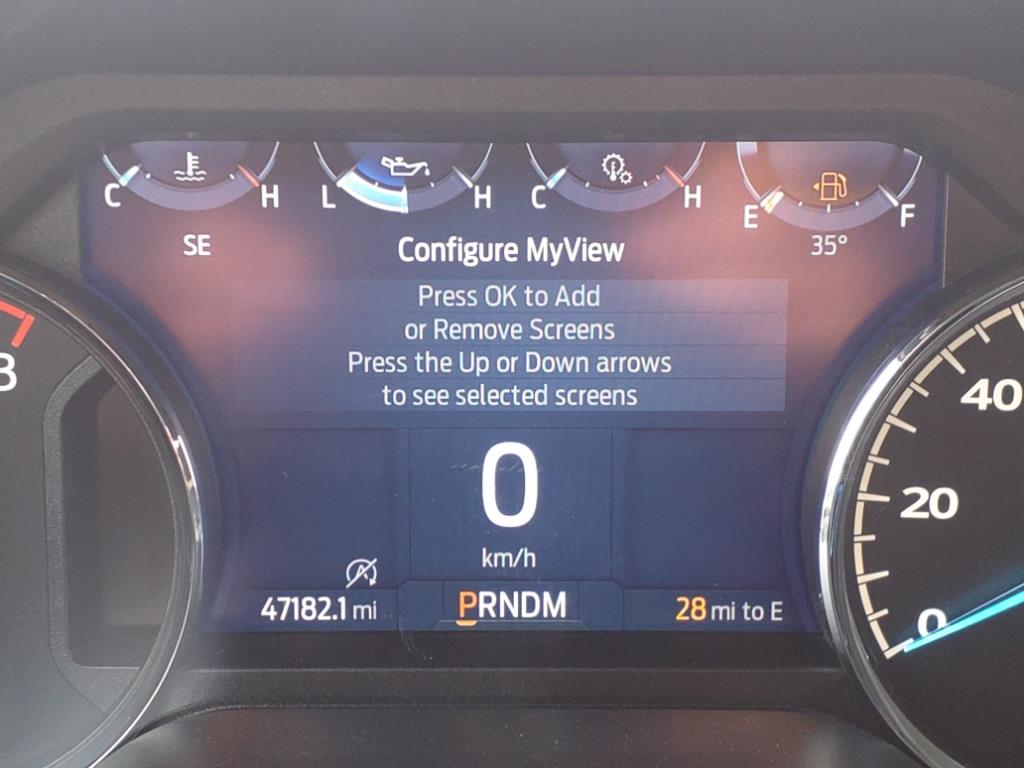 C H L H C H E F
SE 35°
Configure MyView
Press OK to Add
or Remove Screens
Press the Up or Down arrows
to see selected screens
0
km/h
47182.1 mi
PRNDM
28 mi to E
40
20
0